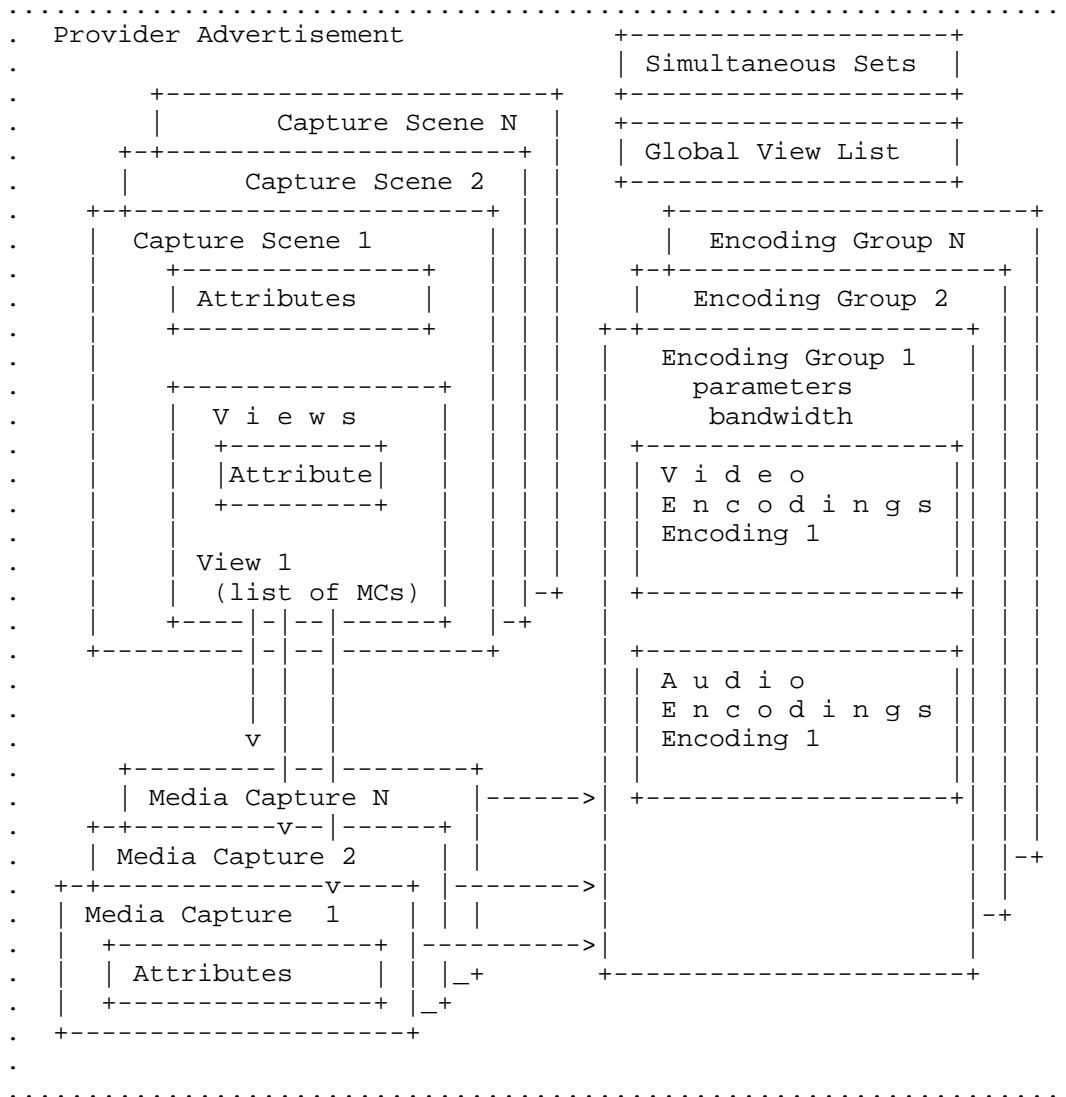 Provider Advertisement
Simultaneous Sets
Capture Scene N
Global View List
Capture Scene 2
Capture Scene 1
Encoding Group N
Attributes
Encoding Group 2
Encoding Group 1
parameters
V i e w s
bandwidth
Attribute
V i d e o
E n c o d i n g s
Encoding 1
View 1
(list of MCs)
A u d i o
E n c o d i n g s
v
Encoding 1
Media Capture N
v
Media Capture 2
v
Media Capture 1
Attributes